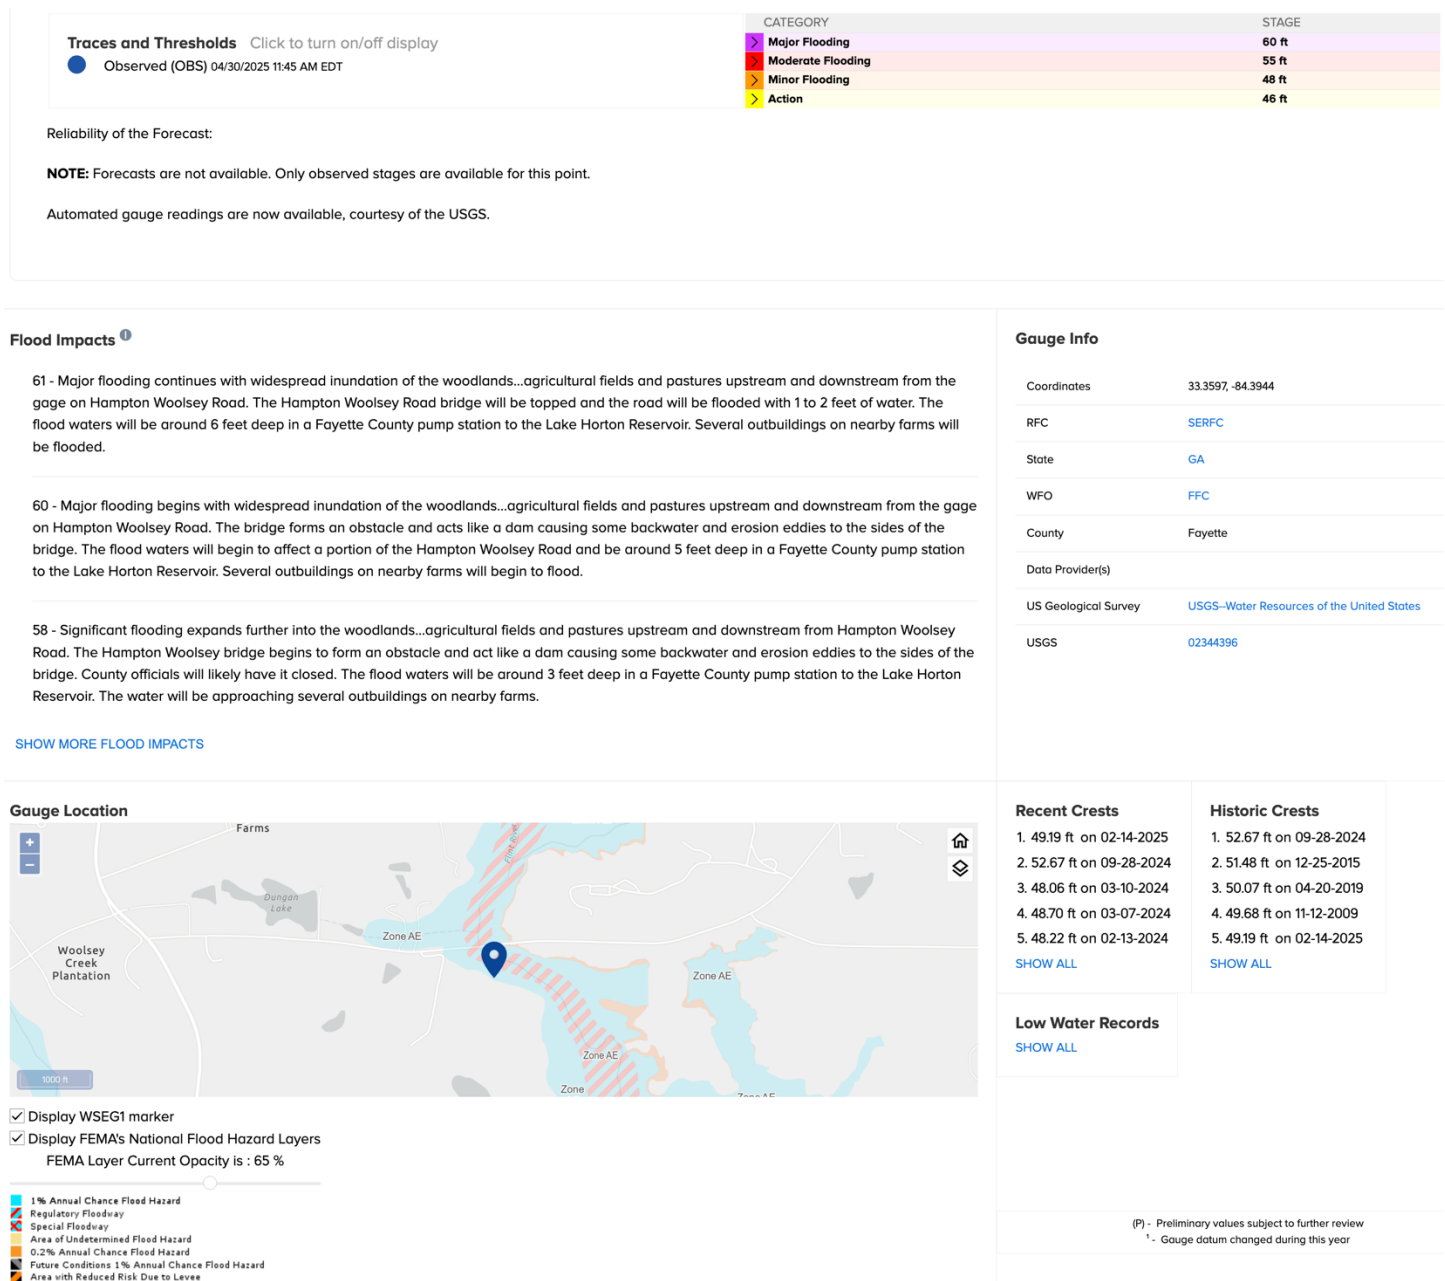 Traces and Thresholds Click to turn on/off display
Observed (OBS) 04/30/2025 11:45 AM EDT
CATEGORY STAGE
Major Flooding 60 ft
Moderate Flooding 55 ft
Minor Flooding 48 ft
Action 46 ft
Reliability of the Forecast:
NOTE: Forecasts are not available. Only observed stages are available for this point.
Automated gauge readings are now available, courtesy of the USGS.
Flood Impacts
61 - Major flooding continues with widespread inundation of the woodlands...agricultural fields and pastures upstream and downstream from the
gage on Hampton Woolsey Road. The Hampton Woolsey Road bridge will be topped and the road will be flooded with 1 to 2 feet of water. The
flood waters will be around 6 feet deep in a Fayette County pump station to the Lake Horton Reservoir. Several outbuildings on nearby farms will
be flooded.
60 - Major flooding begins with widespread inundation of the woodlands...agricultural fields and pastures upstream and downstream from the gage
on Hampton Woolsey Road. The bridge forms an obstacle and acts like a dam causing some backwater and erosion eddies to the sides of the
bridge. The flood waters will begin to affect a portion of the Hampton Woolsey Road and be around 5 feet deep in a Fayette County pump station
to the Lake Horton Reservoir. Several outbuildings on nearby farms will begin to flood.
58 - Significant flooding expands further into the woodlands...agricultural fields and pastures upstream and downstream from Hampton Woolsey
Road. The Hampton Woolsey bridge begins to form an obstacle and act like a dam causing some backwater and erosion eddies to the sides of the
bridge. County officials will likely have it closed. The flood waters will be around 3 feet deep in a Fayette County pump station to the Lake Horton
Reservoir. The water will be approaching several outbuildings on nearby farms.
SHOW MORE FLOOD IMPACTS
Gauge Info
Coordinates 33.3597, -84.3944
RFC SERFC
State GA
WFO FFC
County Fayette
Data Provider(s)
US Geological Survey USGS--Water Resources of the United States
USGS 02344396
Gauge Location
+
−
Farms
Flint River
Dungan
Lake
Zone AE
Woolsey
Creek
Plantation
Zone AE
Zone AE
Zone
Zone AE
1000 ft
Display WSEG1 marker
Display FEMA's National Flood Hazard Layers
FEMA Layer Current Opacity is : 65 %
1% Annual Chance Flood Hazard
Regulatory Floodway
Special Floodway
Area of Undetermined Flood Hazard
0.2% Annual Chance Flood Hazard
Future Conditions 1% Annual Chance Flood Hazard
Area with Reduced Risk Due to Levee
Recent Crests
1. 49.19 ft on 02-14-2025
2. 52.67 ft on 09-28-2024
3. 48.06 ft on 03-10-2024
4. 48.70 ft on 03-07-2024
5. 48.22 ft on 02-13-2024
SHOW ALL
Historic Crests
1. 52.67 ft on 09-28-2024
2. 51.48 ft on 12-25-2015
3. 50.07 ft on 04-20-2019
4. 49.68 ft on 11-12-2009
5. 49.19 ft on 02-14-2025
SHOW ALL
Low Water Records
SHOW ALL
(P) - Preliminary values subject to further review
¹ - Gauge datum changed during this year